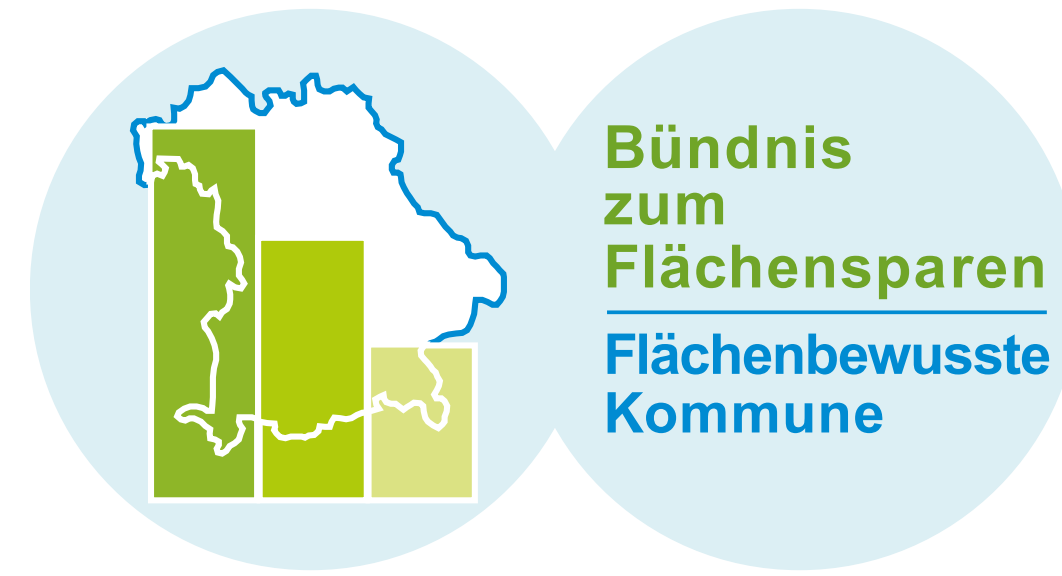 Bündnis
zum
Flächensparen
Flächenbewusste
Kommune